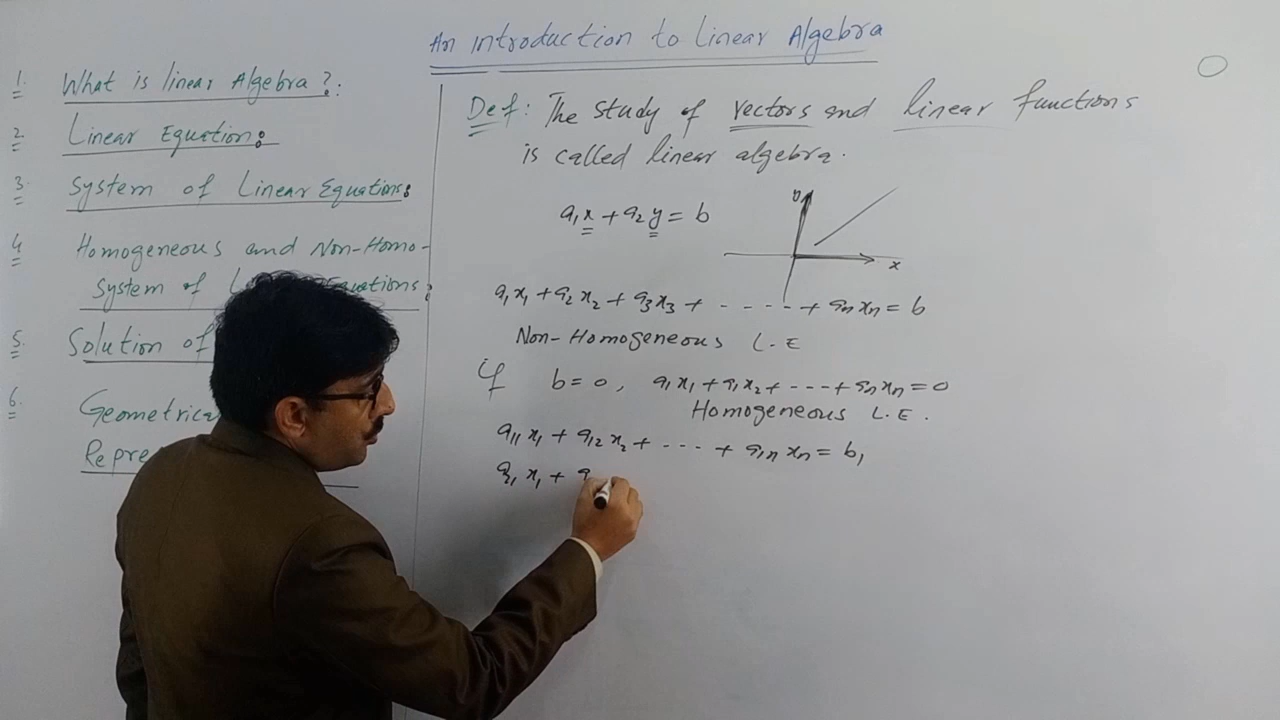 An Introduction to Linear Algebra
1. What is linear Algebra?:
2. Linear Equation:
3. System of Linear Equations:
4. Homogeneous and Non-Homo-
System of L Equations:
5. Solution of
6. Geometrica
Repre
Def: The study of vectors and linear functions
is called linear algebra.
a₁x + a₂y = b
y
x
a₁x₁ + a₂x₂ + a₃x₃ + - - - - + aₙxₙ = b
Non-Homogeneous L.E
If b = 0, a₁x₁ + a₁x₂ + - - - + aₙxₙ = 0
Homogeneous L.E.
a₁₁x₁ + a₁₂x₂ + - - - + a₁ₙxₙ = b₁
a₂₁x₁ + a